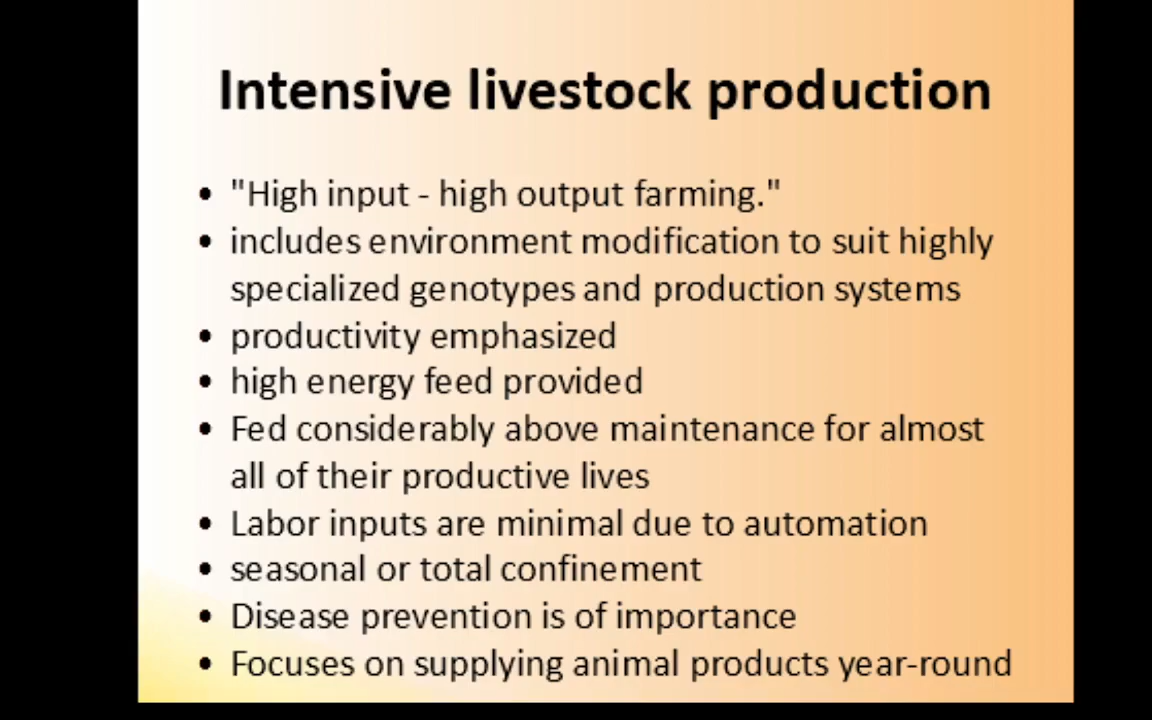 Intensive livestock production
• "High input - high output farming."
• includes environment modification to suit highly
specialized genotypes and production systems
• productivity emphasized
• high energy feed provided
• Fed considerably above maintenance for almost
all of their productive lives
• Labor inputs are minimal due to automation
• seasonal or total confinement
• Disease prevention is of importance
• Focuses on supplying animal products year-round